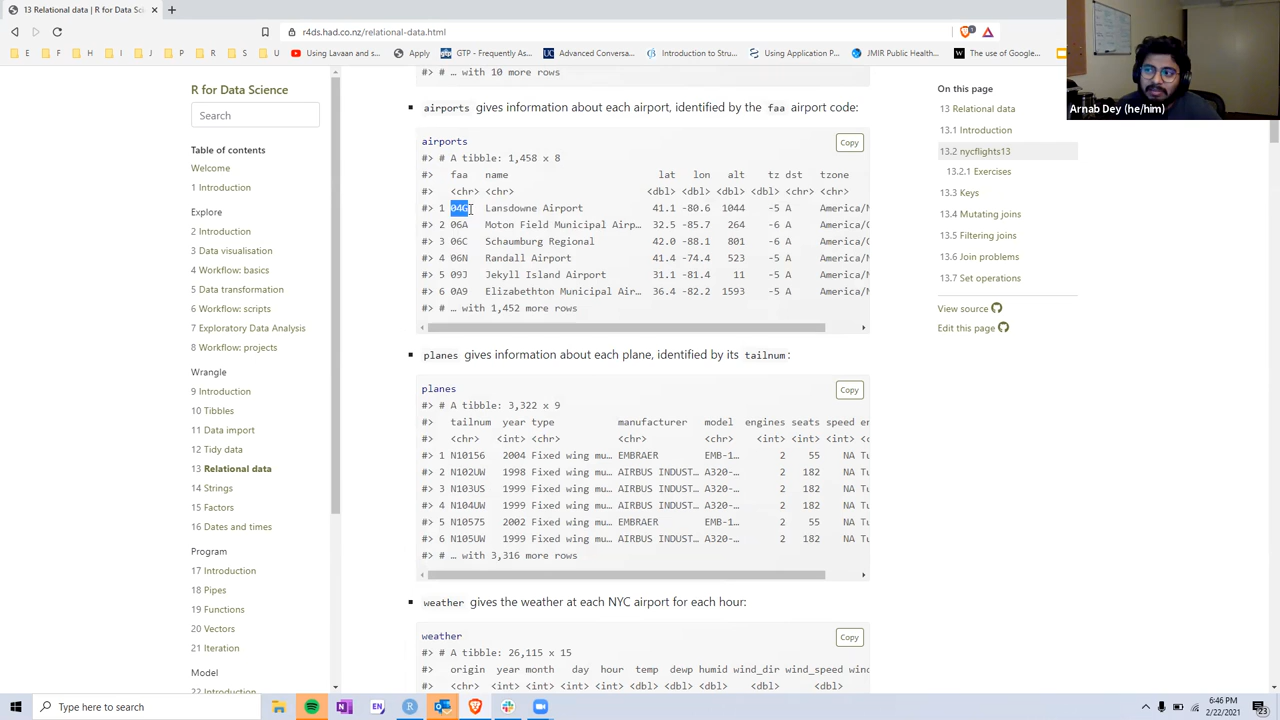 13 Relational data | R for Data S
r4ds.had.co.nz/relational-data.html
E F H I J P R S Using Lavaan and s Apply GTP - Frequently Ase Advanced Conversa... Introduction to Stru... Using Application P... JMIR Public Health... The use of Google...
Arnab Dey (he/him)
R for Data Science
Search
Table of contents
Welcome
1 Introduction
Explore
2 Introduction
3 Data visualisation
4 Workflow: basics
5 Data transformation
6 Workflow: scripts
7 Exploratory Data Analysis
8 Workflow: projects
Wrangle
9 Introduction
10 Tibbles
11 Data import
12 Tidy data
13 Relational data
14 Strings
15 Factors
16 Dates and times
Program
17 Introduction
18 Pipes
19 Functions
20 Vectors
21 Iteration
Model
22 Introduction
#> # … with 10 more rows
airports gives information about each airport, identified by the faa airport code:
Copy
airports
#> # A tibble: 1,458 x 8
#> faa name lat lon alt tz dst tzone
#> <chr> <chr> <dbl> <dbl> <dbl> <dbl> <chr> <chr>
#> 1 04G Lansdowne Airport 41.1 -80.6 1044 -5 A America/N
#> 2 06A Moton Field Municipal Airp… 32.5 -85.7 264 -6 A America/C
#> 3 06C Schaumburg Regional 42.0 -88.1 801 -6 A America/C
#> 4 06N Randall Airport 41.4 -74.4 523 -5 A America/N
#> 5 09J Jekyll Island Airport 31.1 -81.4 11 -5 A America/N
#> 6 0A9 Elizabethton Municipal Air… 36.4 -82.2 1593 -5 A America/N
#> # … with 1,452 more rows
planes gives information about each plane, identified by its tailnum:
Copy
planes
#> # A tibble: 3,322 x 9
#> tailnum year type manufacturer model engines seats speed en
#> <chr> <int> <chr> <chr> <chr> <int> <int> <int> <c
#> 1 N10156 2004 Fixed wing mu… EMBRAER EMB-1… 2 55 NA Tu
#> 2 N102UW 1998 Fixed wing mu… AIRBUS INDUST… A320-… 2 182 NA Tu
#> 3 N103US 1999 Fixed wing mu… AIRBUS INDUST… A320-… 2 182 NA Tu
#> 4 N104UW 1999 Fixed wing mu… AIRBUS INDUST… A320-… 2 182 NA Tu
#> 5 N10575 2002 Fixed wing mu… EMBRAER EMB-1… 2 55 NA Tu
#> 6 N105UW 1999 Fixed wing mu… AIRBUS INDUST… A320-… 2 182 NA Tu
#> # … with 3,316 more rows
weather gives the weather at each NYC airport for each hour:
Copy
weather
#> # A tibble: 26,115 x 15
#> origin year month day hour temp dewp humid wind_dir wind_speed wind
#> <chr> <int> <int> <int> <int> <dbl> <dbl> <dbl> <dbl> <dbl>
On this page
13 Relational data
13.1 Introduction
13.2 nycflights13
13.2.1 Exercises
13.3 Keys
13.4 Mutating joins
13.5 Filtering joins
13.6 Join problems
13.7 Set operations
View source
Edit this page
Type here to search
6:46 PM
2/22/2021
23